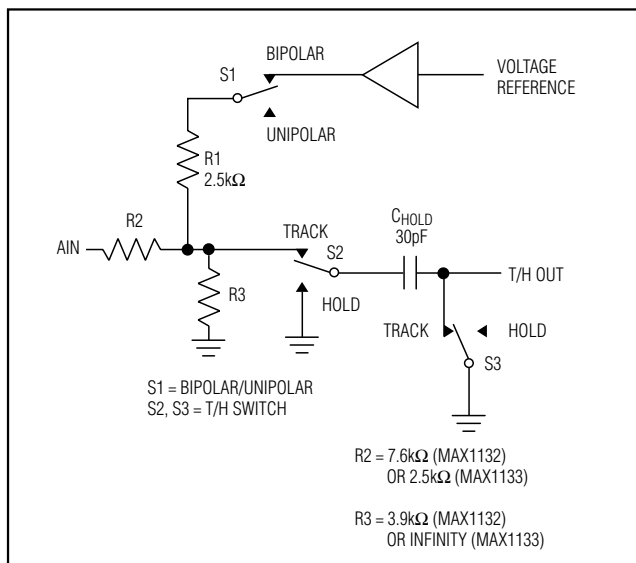 BIPOLAR
S1
VOLTAGE
REFERENCE
UNIPOLAR
R1
2.5kΩ
R2
AIN
TRACK
S2
CHOLD
30pF
T/H OUT
R3
HOLD
TRACK
HOLD
S3
S1 = BIPOLAR/UNIPOLAR
S2, S3 = T/H SWITCH
R2 = 7.6kΩ (MAX1132)
OR 2.5kΩ (MAX1133)
R3 = 3.9kΩ (MAX1132)
OR INFINITY (MAX1133)